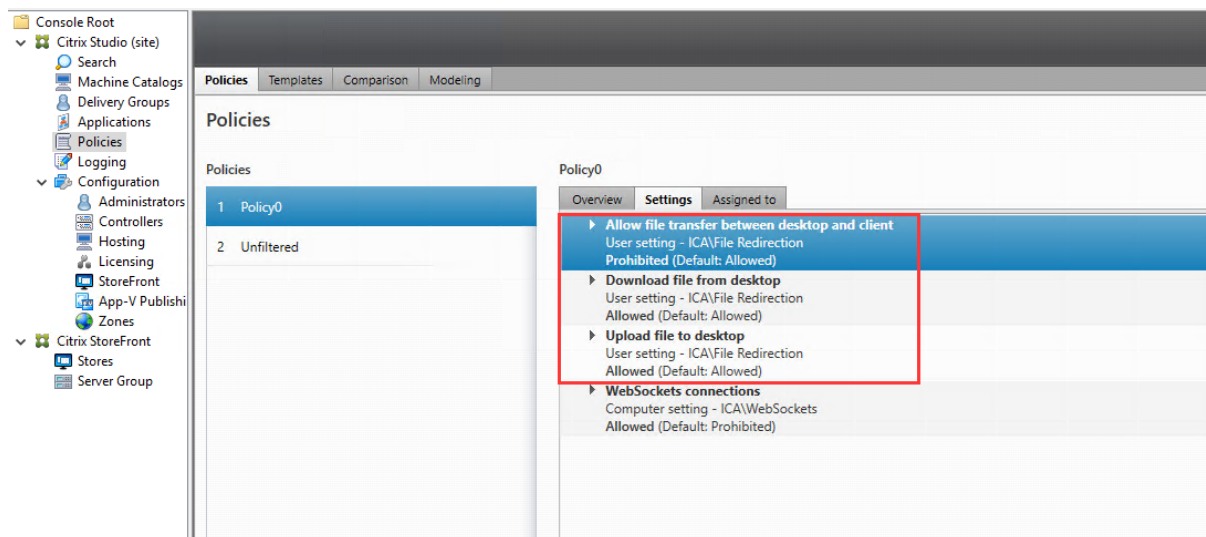 Console Root
Citrix Studio (site)
Search
Machine Catalogs
Delivery Groups
Applications
Policies
Logging
Configuration
Administrators
Controllers
Hosting
Licensing
StoreFront
App-V Publishi
Zones
Citrix StoreFront
Stores
Server Group
Policies Templates Comparison Modeling
Policies
Policies
1 Policy0
2 Unfiltered
Policy0
Overview Settings Assigned to
Allow file transfer between desktop and client
User setting - ICA\File Redirection
Prohibited (Default: Allowed)
Download file from desktop
User setting - ICA\File Redirection
Allowed (Default: Allowed)
Upload file to desktop
User setting - ICA\File Redirection
Allowed (Default: Allowed)
WebSockets connections
Computer setting - ICA\WebSockets
Allowed (Default: Prohibited)